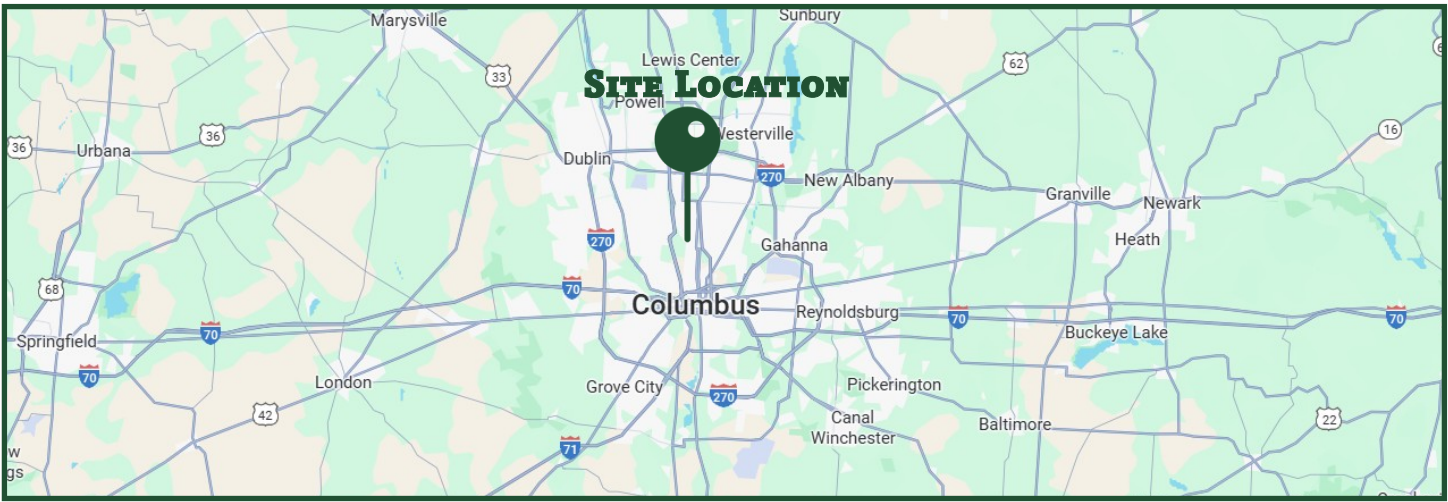 Marysville
Sunbury
Lewis Center
62
33
SITE LOCATION
Powell
16
36
36
Urbana
Westerville
Dublin
270
New Albany
Granville
Newark
270
Gahanna
Heath
68
70
Columbus
Reynoldsburg
70
70
70
Springfield
Buckeye Lake
70
London
Grove City
270
Pickerington
42
Canal
Winchester
Baltimore
22
71